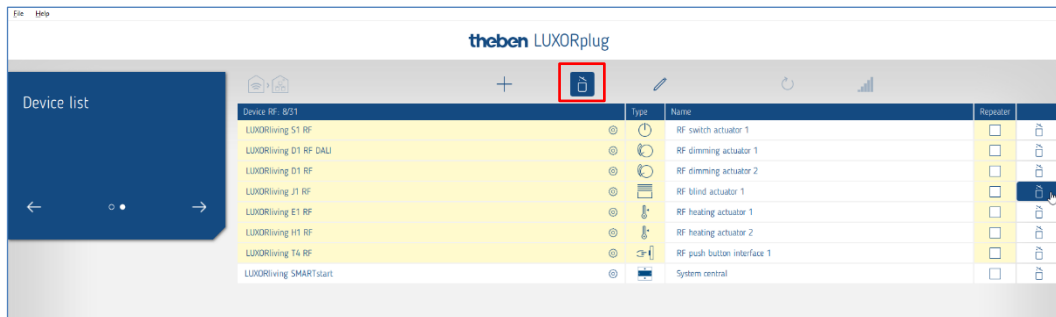 File Help
theben LUXORplug
Device list
Device RF: 8/31 Type Name Repeater
LUXORliving S1 RF RF switch actuator 1
LUXORliving D1 RF DALI RF dimming actuator 1
LUXORliving D1 RF RF dimming actuator 2
LUXORliving J1 RF RF blind actuator 1
LUXORliving E1 RF RF heating actuator 1
LUXORliving H1 RF RF heating actuator 2
LUXORliving T4 RF RF push button interface 1
LUXORliving SMARTstart System central